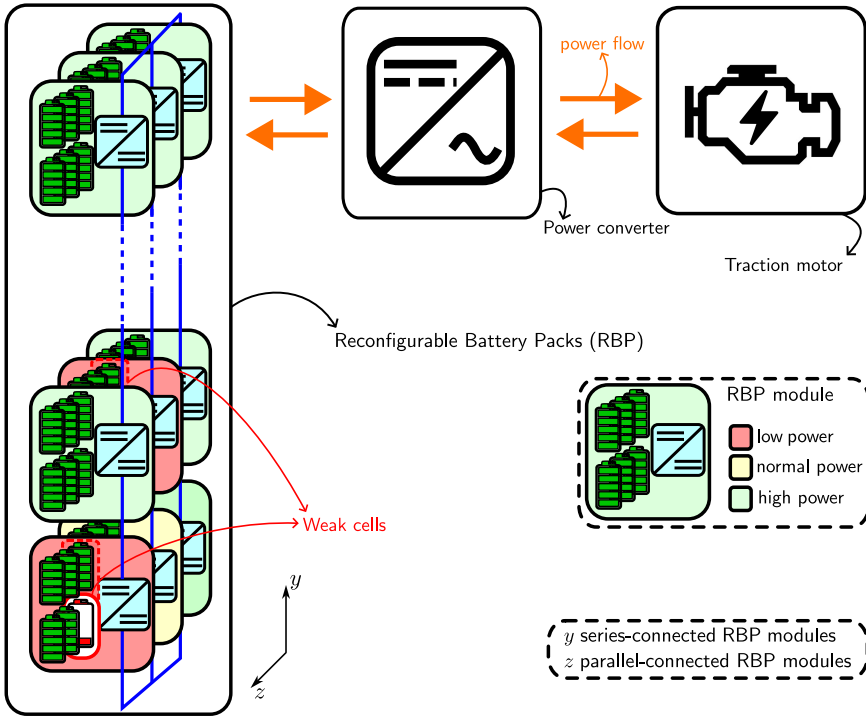 power flow
Power converter
Traction motor
Reconfigurable Battery Packs (RBP)
RBP module
low power
normal power
high power
Weak cells
y
z
y series-connected RBP modules
z parallel-connected RBP modules